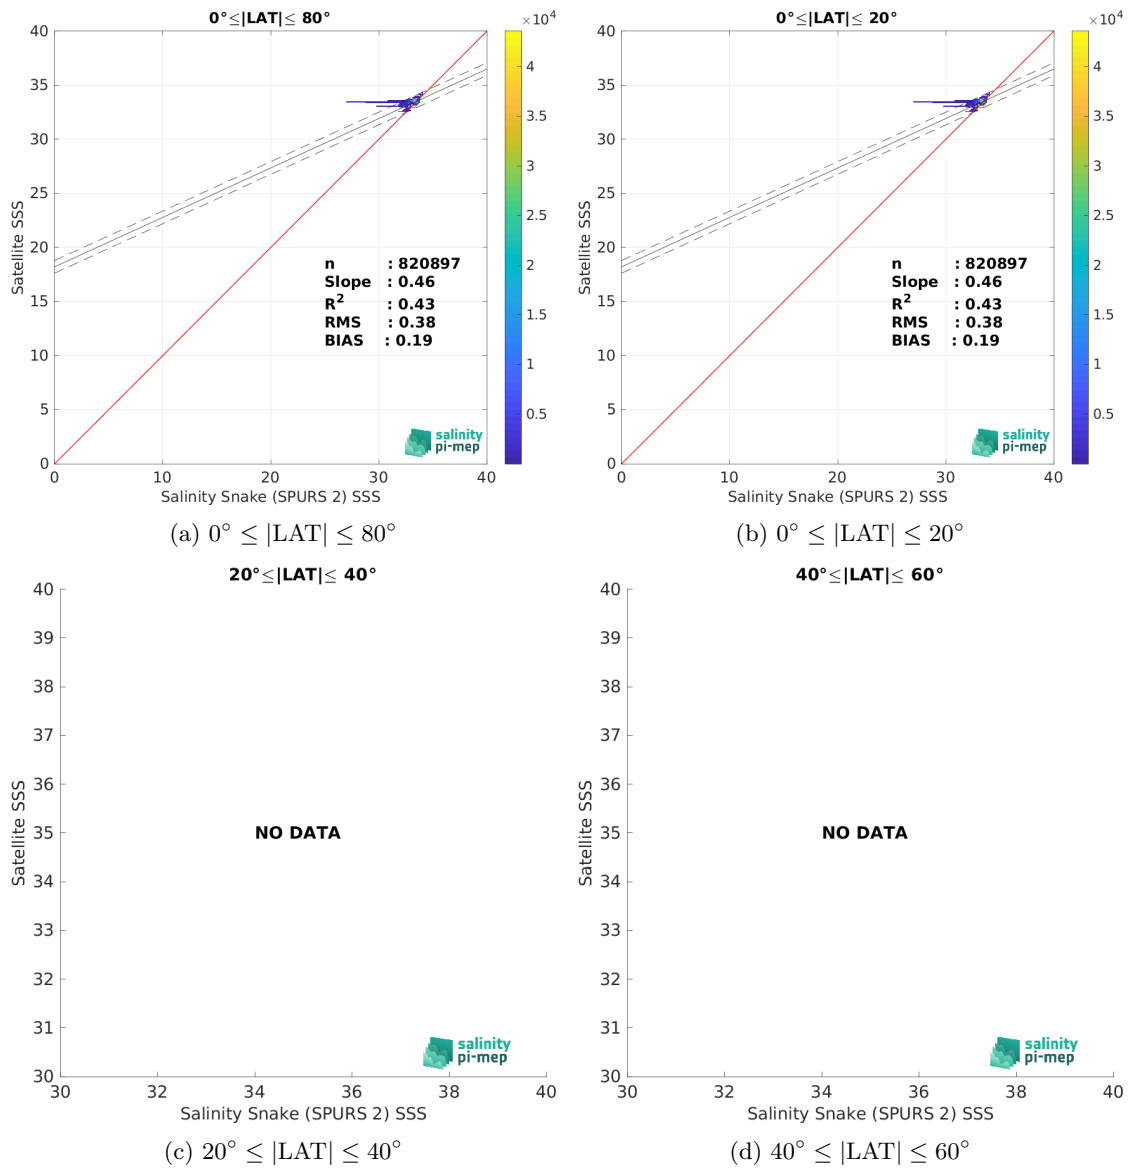 0°≤|LAT|≤ 80°
×10⁴
40
35
30
25
20
15
10
5
0
Satellite SSS
4
3.5
3
2.5
2
1.5
1
0.5
n : 820897
Slope : 0.46
R² : 0.43
RMS : 0.38
BIAS : 0.19
salinity
pi-mep
0 10 20 30 40
Salinity Snake (SPURS 2) SSS
(a) 0° ≤ |LAT| ≤ 80°
0°≤|LAT|≤ 20°
×10⁴
40
35
30
25
20
15
10
5
0
Satellite SSS
4
3.5
3
2.5
2
1.5
1
0.5
n : 820897
Slope : 0.46
R² : 0.43
RMS : 0.38
BIAS : 0.19
salinity
pi-mep
0 10 20 30 40
Salinity Snake (SPURS 2) SSS
(b) 0° ≤ |LAT| ≤ 20°
20°≤|LAT|≤ 40°
40
39
38
37
36
35
34
33
32
31
30
Satellite SSS
NO DATA
salinity
pi-mep
30 32 34 36 38 40
Salinity Snake (SPURS 2) SSS
(c) 20° ≤ |LAT| ≤ 40°
40°≤|LAT|≤ 60°
40
39
38
37
36
35
34
33
32
31
30
Satellite SSS
NO DATA
salinity
pi-mep
30 32 34 36 38 40
Salinity Snake (SPURS 2) SSS
(d) 40° ≤ |LAT| ≤ 60°